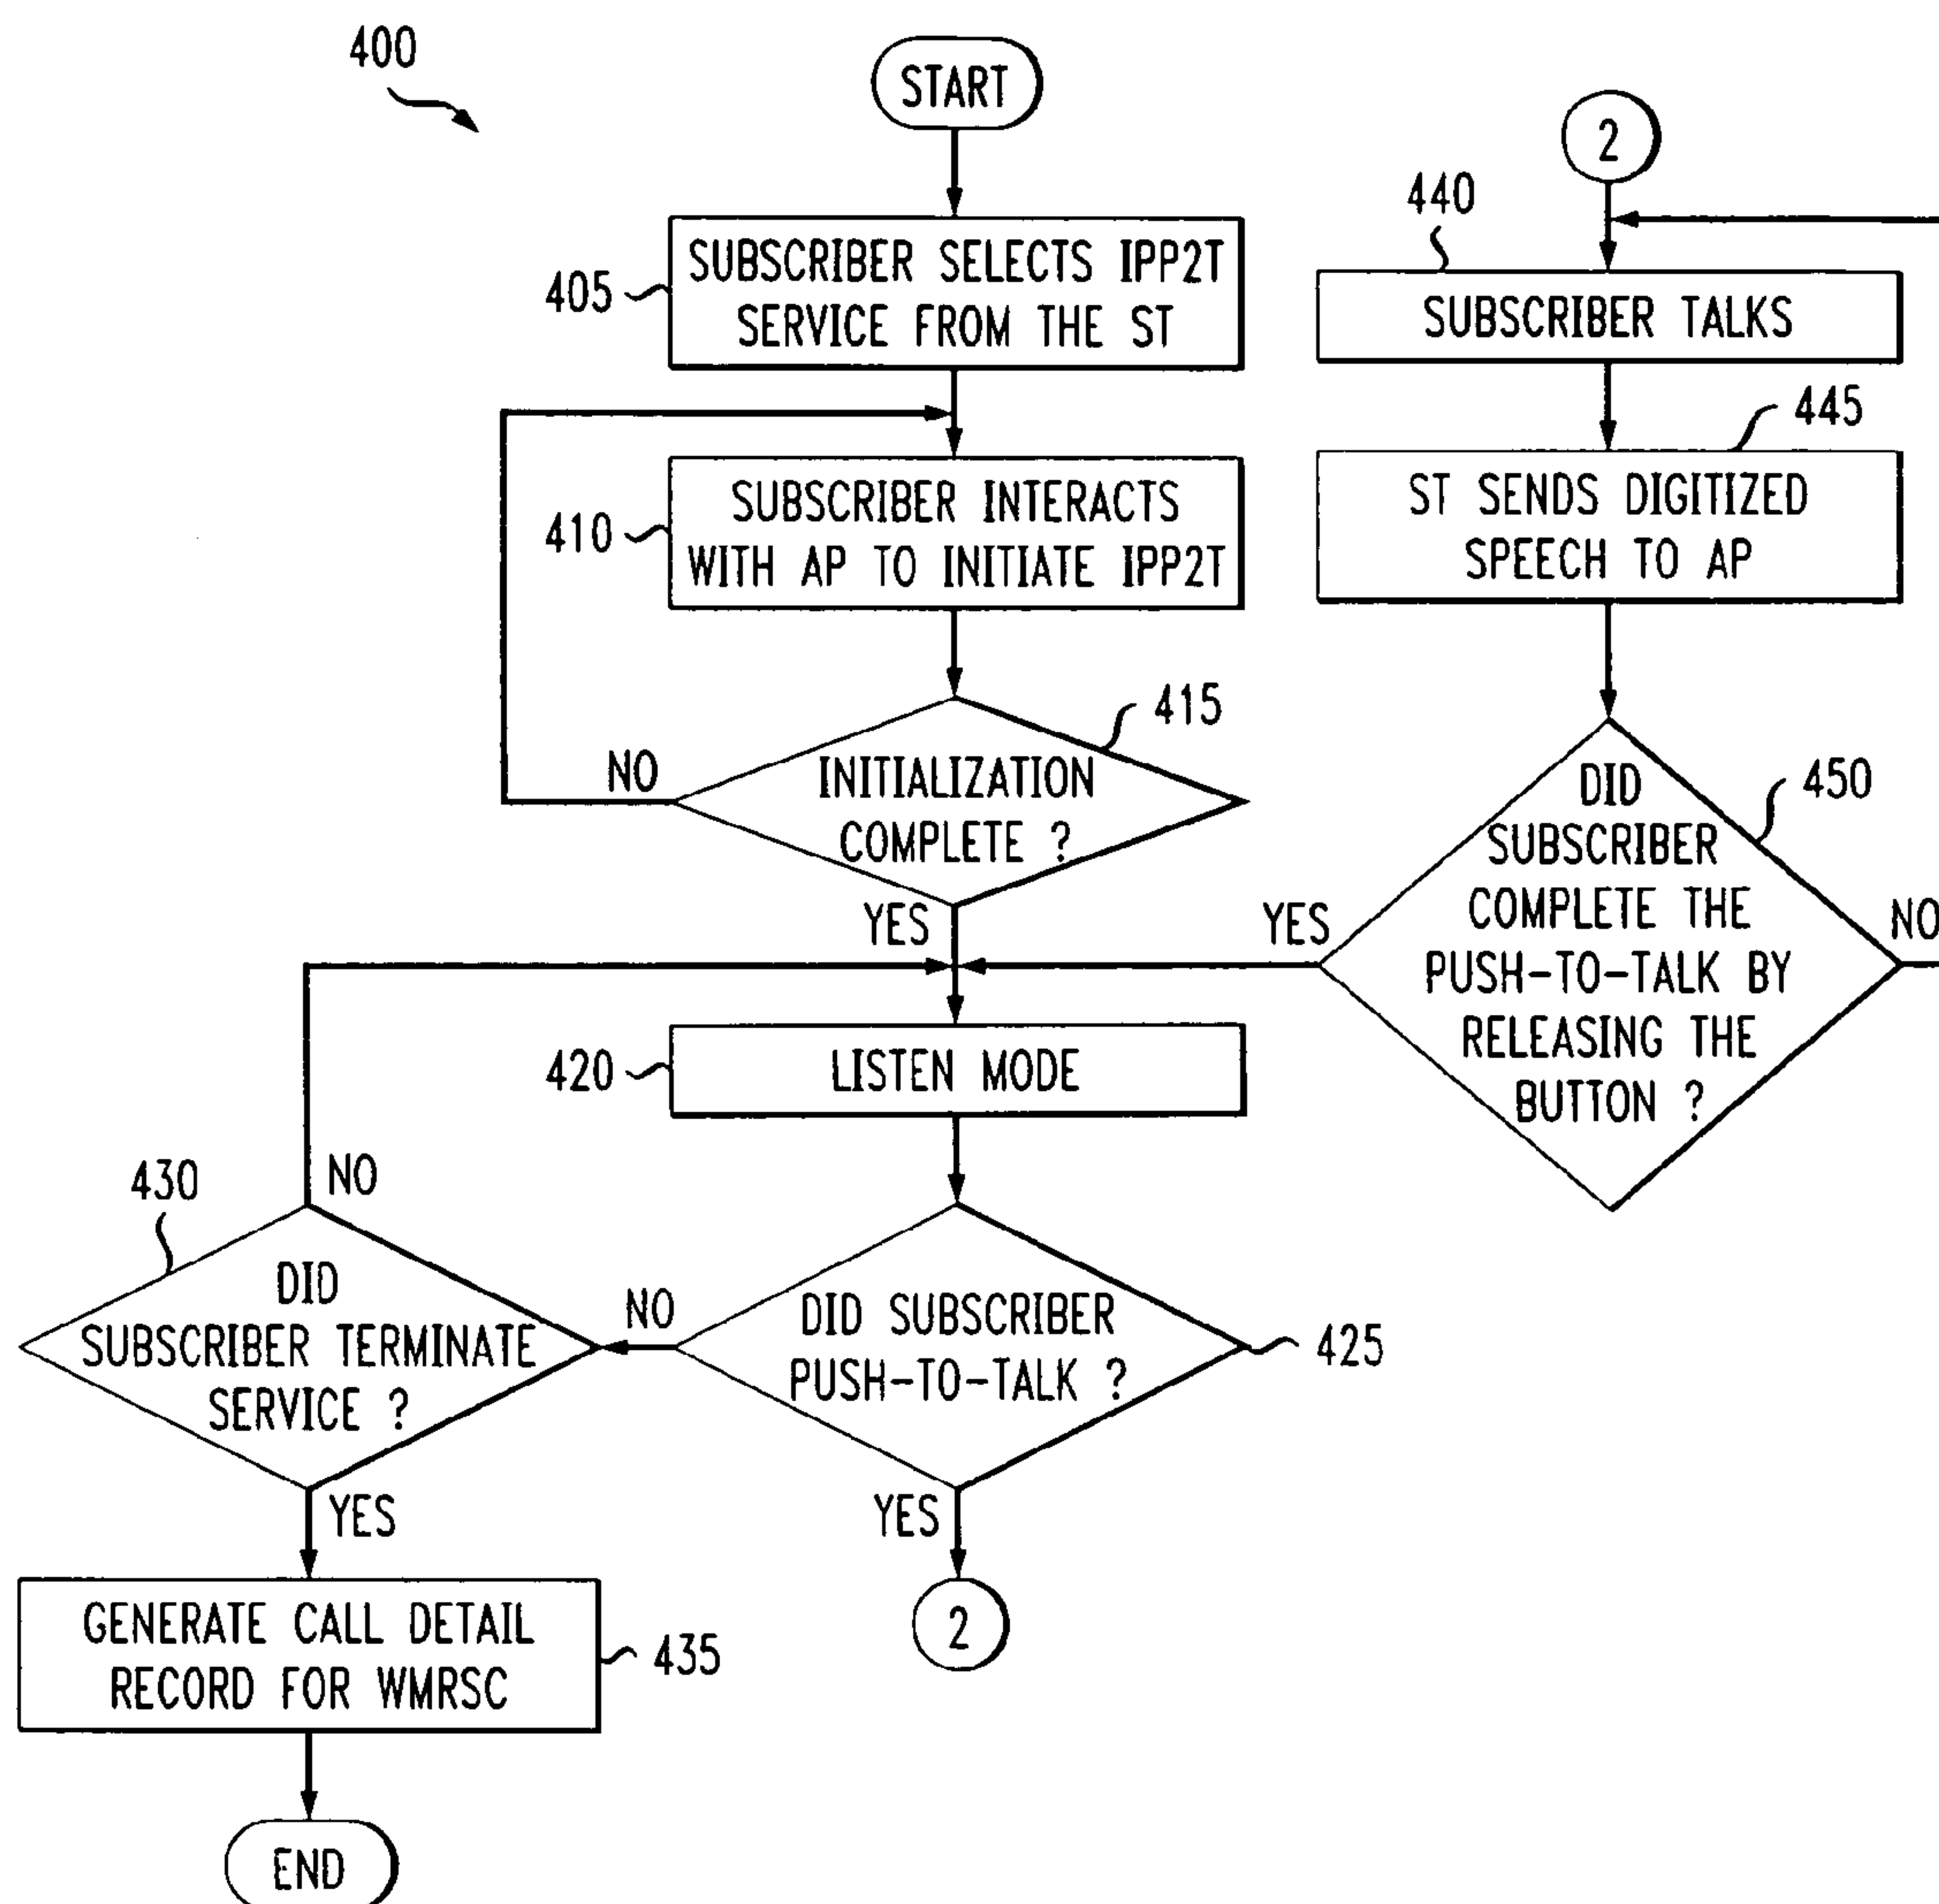 400
START
405
SUBSCRIBER SELECTS IPP2T
SERVICE FROM THE ST
410
SUBSCRIBER INTERACTS
WITH AP TO INITIATE IPP2T
415
INITIALIZATION
COMPLETE ?
NO
YES
420
LISTEN MODE
425
DID SUBSCRIBER
PUSH-TO-TALK ?
NO
YES
2
430
DID
SUBSCRIBER TERMINATE
SERVICE ?
NO
YES
435
GENERATE CALL DETAIL
RECORD FOR WMRSC
END
2
440
SUBSCRIBER TALKS
445
ST SENDS DIGITIZED
SPEECH TO AP
450
DID
SUBSCRIBER
COMPLETE THE
PUSH-TO-TALK BY
RELEASING THE
BUTTON ?
YES
NO